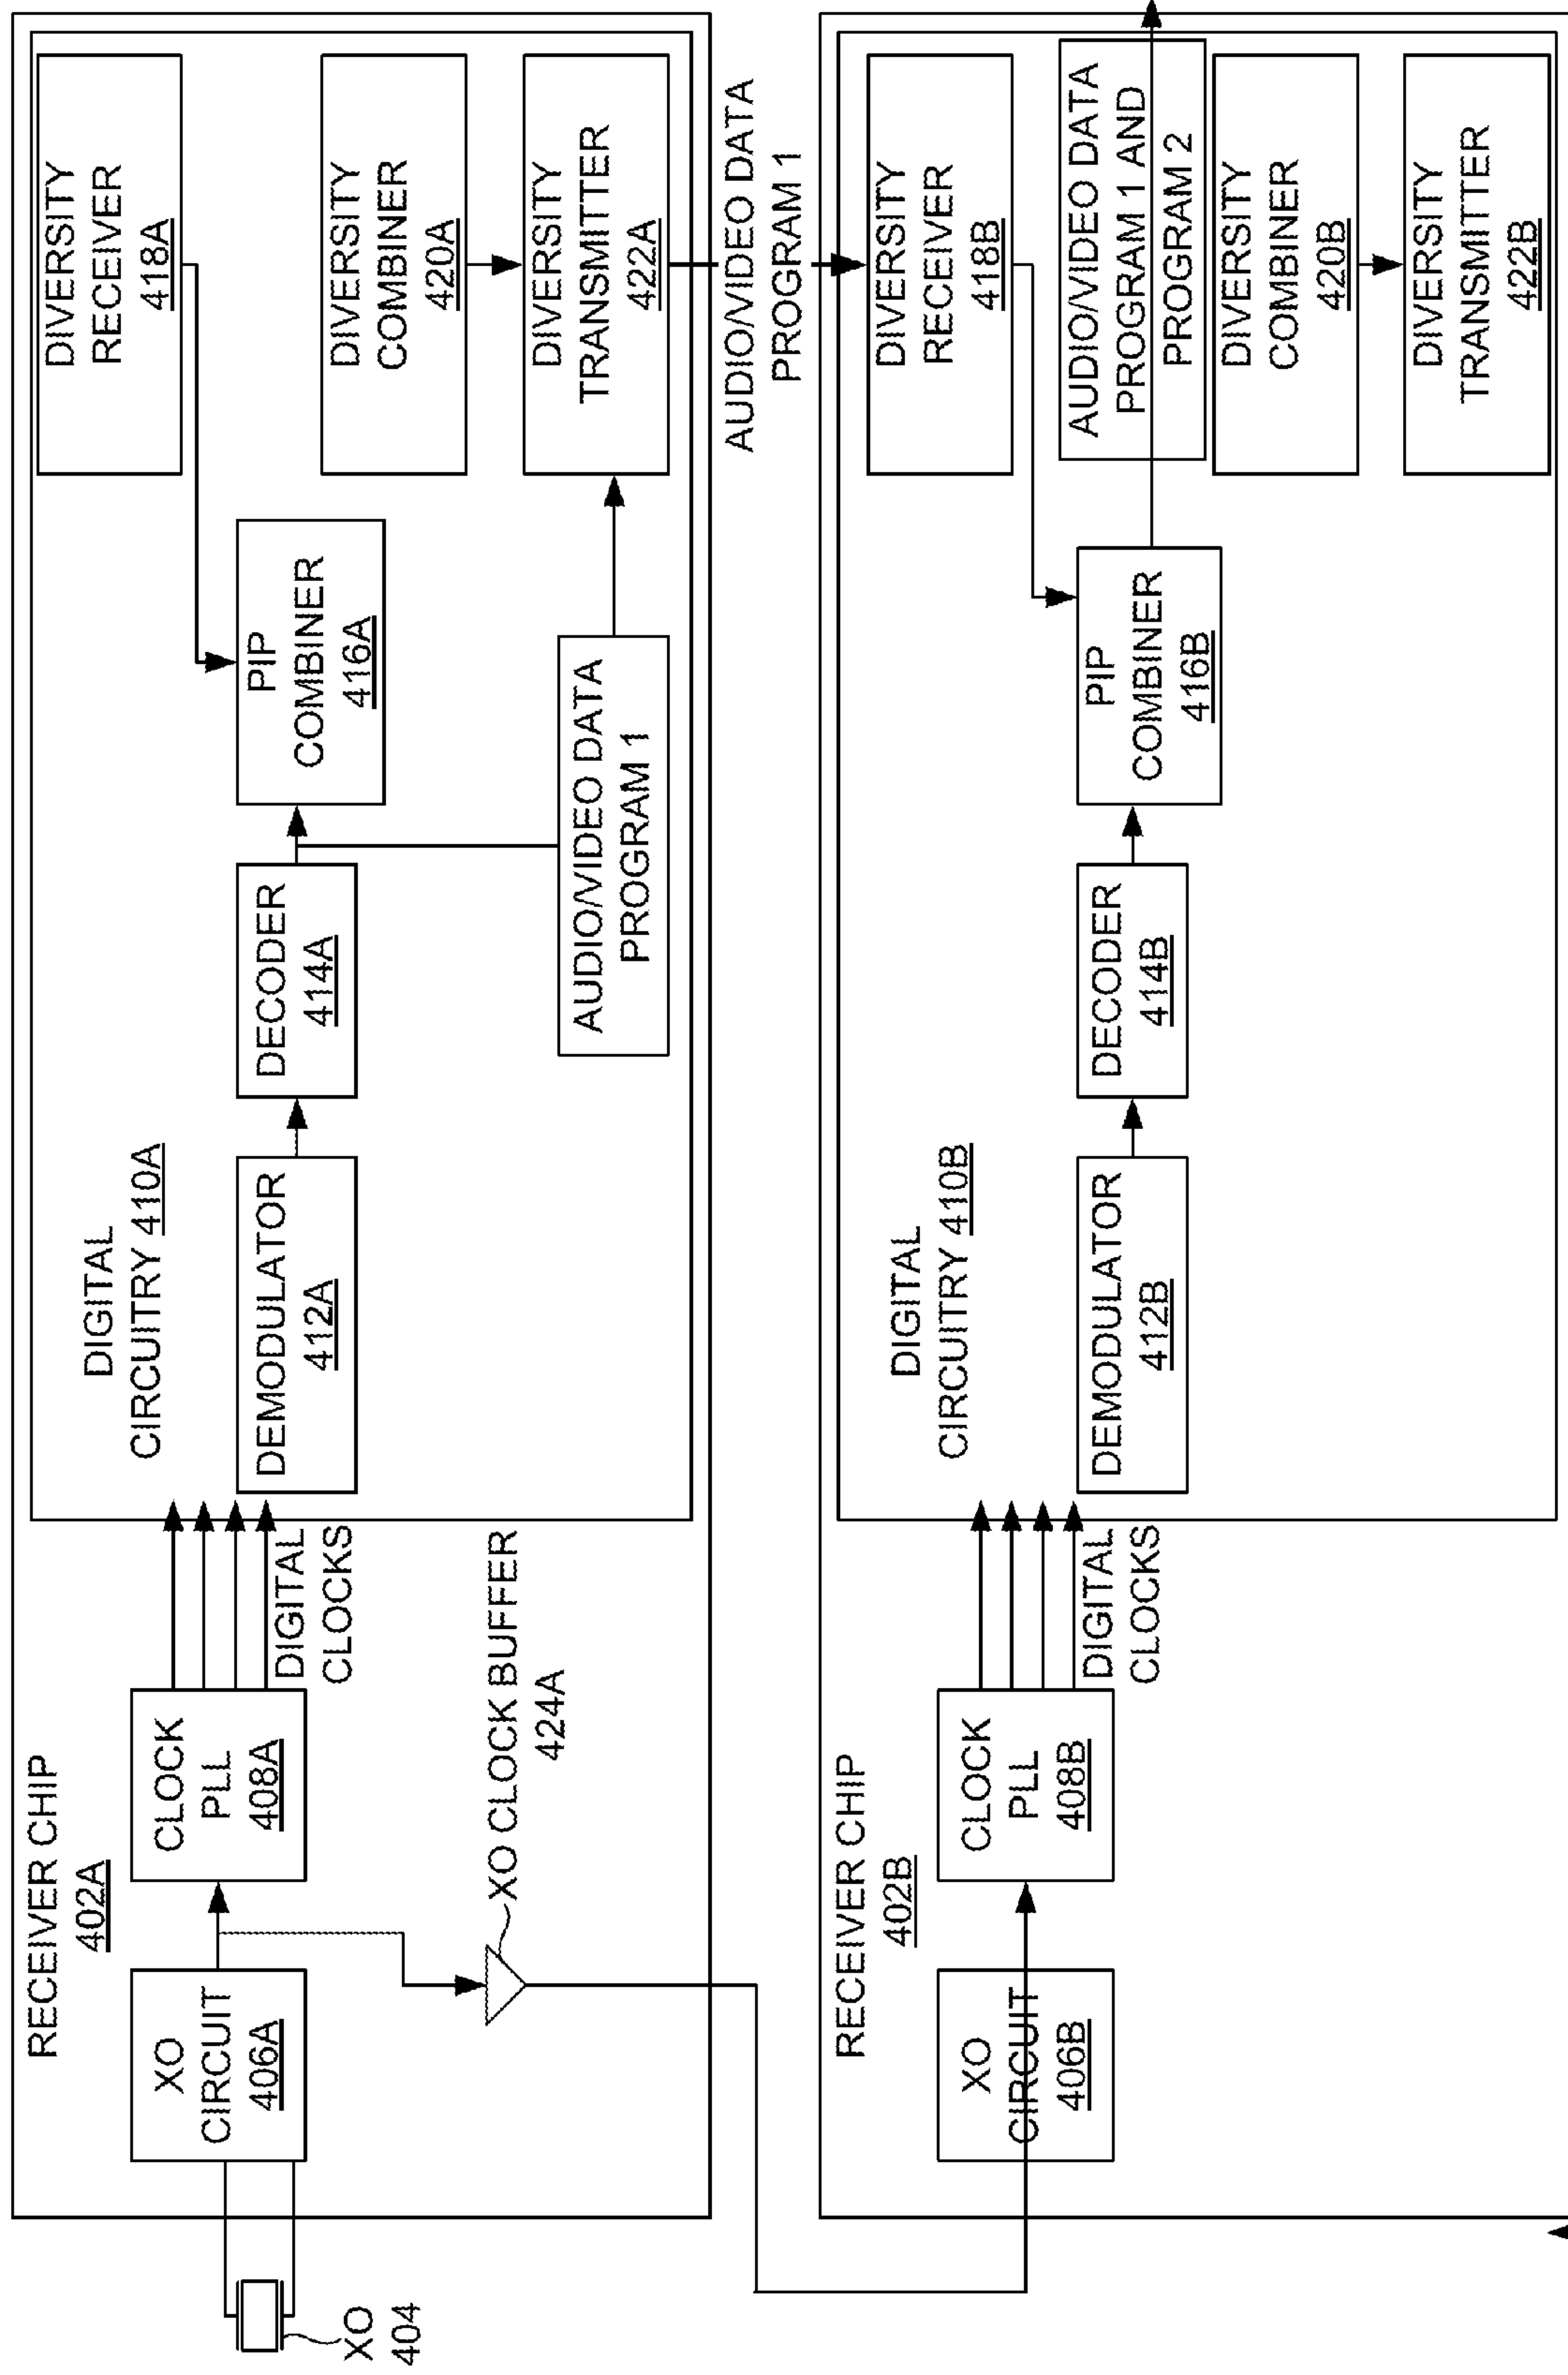 RECEIVER CHIP
402A
XO
404
XO
CIRCUIT
406A
CLOCK
PLL
408A
DIGITAL
CLOCKS
XO CLOCK BUFFER
424A
DIGITAL
CIRCUITRY 410A
DEMODULATOR
412A
DECODER
414A
PIP
COMBINER
416A
AUDIO/VIDEO DATA
PROGRAM 1
DIVERSITY
RECEIVER
418A
DIVERSITY
COMBINER
420A
DIVERSITY
TRANSMITTER
422A
AUDIO/VIDEO DATA
PROGRAM 1
RECEIVER CHIP
402B
XO
CIRCUIT
406B
CLOCK
PLL
408B
DIGITAL
CLOCKS
DIGITAL
CIRCUITRY 410B
DEMODULATOR
412B
DECODER
414B
PIP
COMBINER
416B
DIVERSITY
RECEIVER
418B
AUDIO/VIDEO DATA
PROGRAM 1 AND
PROGRAM 2
DIVERSITY
COMBINER
420B
DIVERSITY
TRANSMITTER
422B